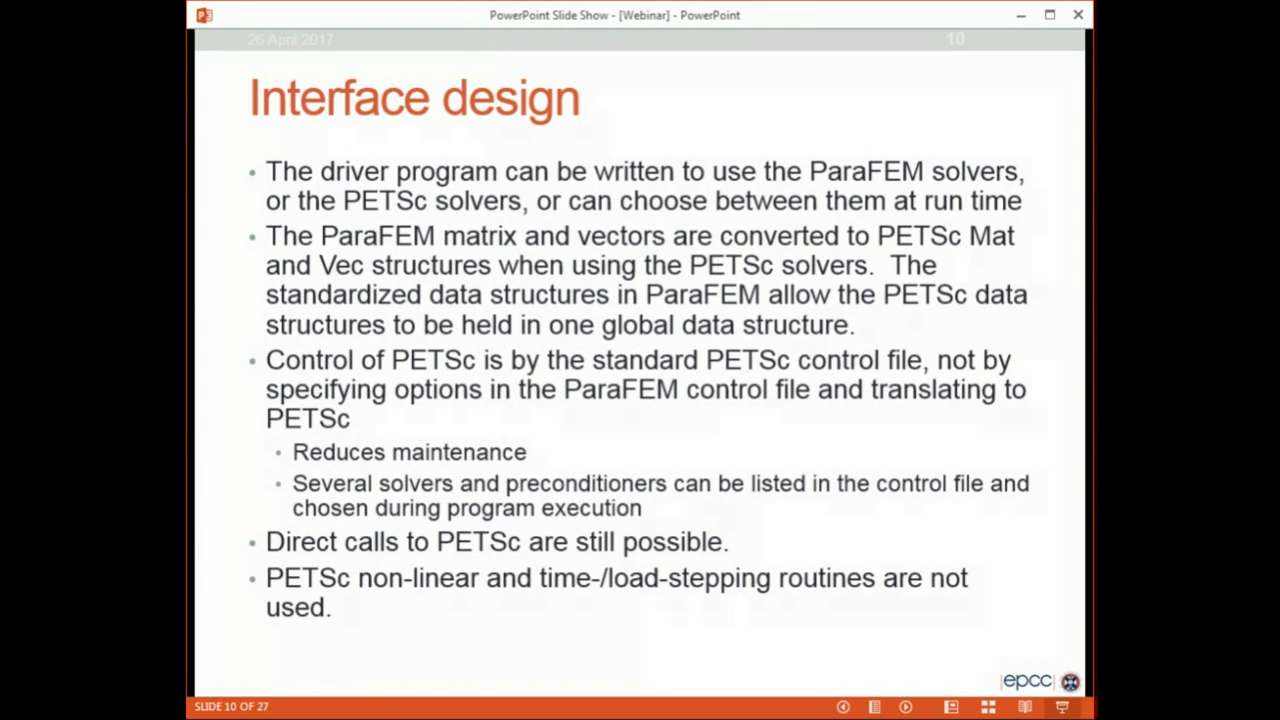 PowerPoint Slide Show - [Webinar] - PowerPoint
26 April 2017
10
Interface design
• The driver program can be written to use the ParaFEM solvers,
or the PETSc solvers, or can choose between them at run time
• The ParaFEM matrix and vectors are converted to PETSc Mat
and Vec structures when using the PETSc solvers.  The
standardized data structures in ParaFEM allow the PETSc data
structures to be held in one global data structure.
• Control of PETSc is by the standard PETSc control file, not by
specifying options in the ParaFEM control file and translating to
PETSc
• Reduces maintenance
• Several solvers and preconditioners can be listed in the control file and
chosen during program execution
• Direct calls to PETSc are still possible.
• PETSc non-linear and time-/load-stepping routines are not
used.
epcc
SLIDE 10 OF 27